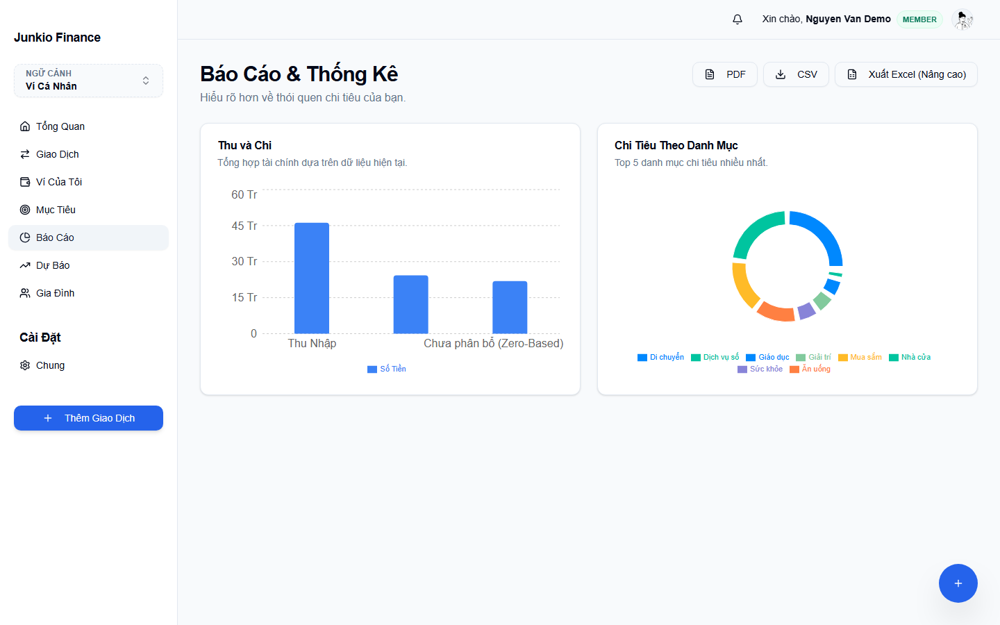 Junkio Finance
NGỮ CẢNH
Ví Cá Nhân
Tổng Quan
Giao Dịch
Ví Của Tôi
Mục Tiêu
Báo Cáo
Dự Báo
Gia Đình
Cài Đặt
Chung
Thêm Giao Dịch
Xin chào, Nguyen Van Demo MEMBER
Báo Cáo & Thống Kê
Hiểu rõ hơn về thói quen chi tiêu của bạn.
PDF CSV Xuất Excel (Nâng cao)
Thu và Chi
Tổng hợp tài chính dựa trên dữ liệu hiện tại.
60 Tr
45 Tr
30 Tr
15 Tr
0
Thu Nhập Chưa phân bổ (Zero-Based)
Số Tiền
Chi Tiêu Theo Danh Mục
Top 5 danh mục chi tiêu nhiều nhất.
Di chuyển Dịch vụ số Giáo dục Giải trí Mua sắm Nhà cửa
Sức khỏe Ăn uống